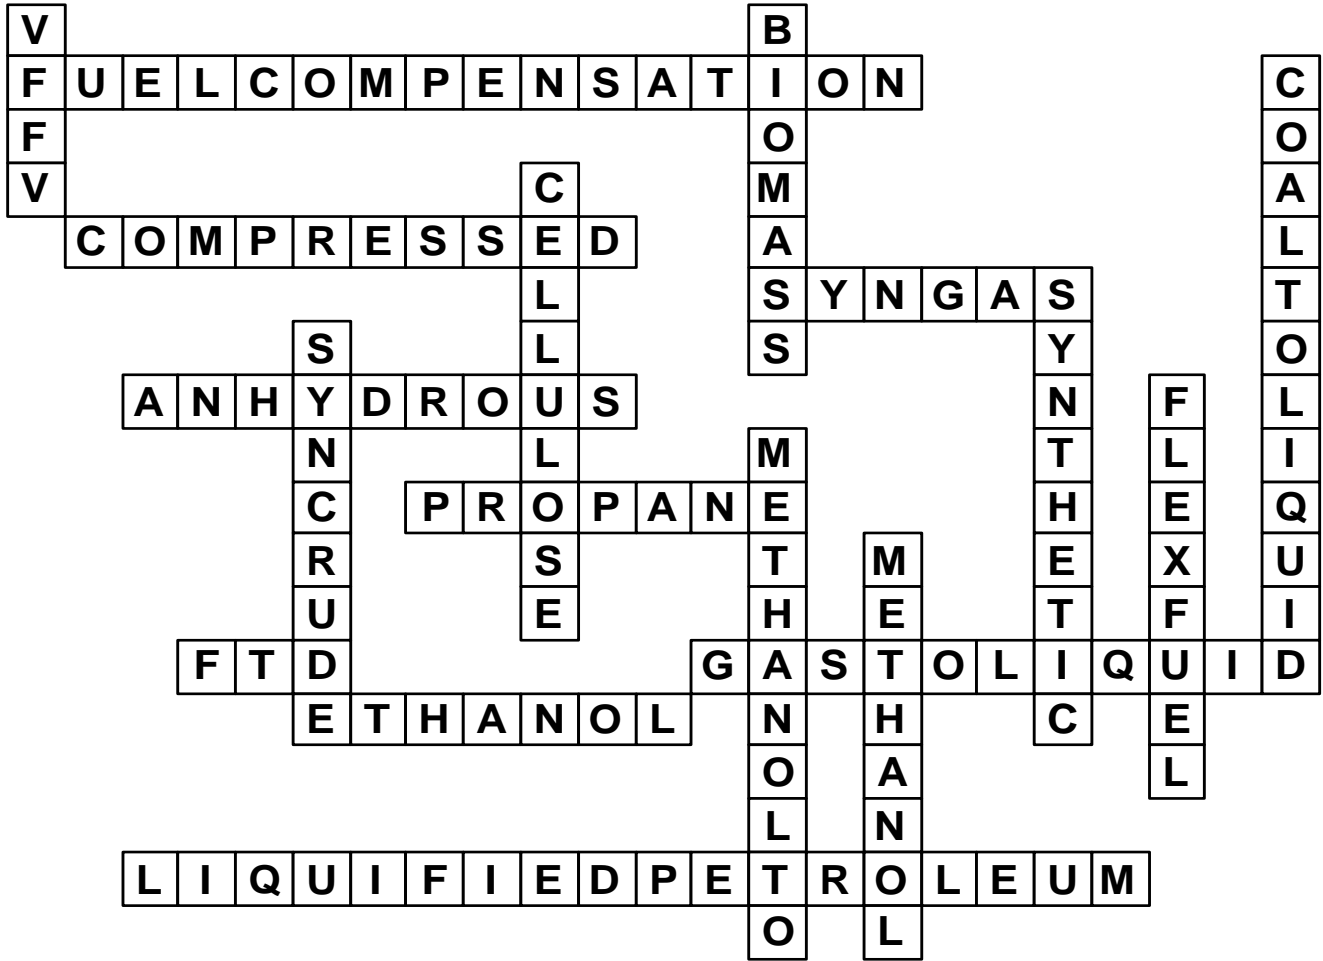 VFFV
BIOMASS
FUELCOMPENSATION
COALTOLIQUID
CELLULOSE
COMPRESSED
SYNGAS
SYNTHETIC
SYNCRUDE
ANHYDROUS
FLEXFUEL
METHANOLTO
PROPANE
METHANOL
FTD
GASTOLIQUID
ETHANOL
LIQUIFIEDPETROLEUM